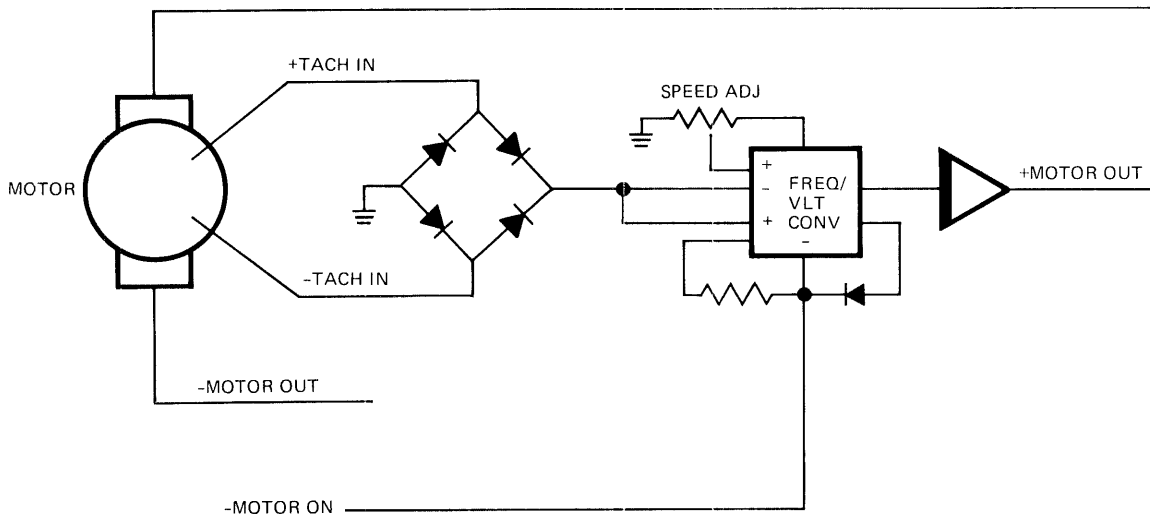 +TACH IN
SPEED ADJ
MOTOR
+
-
+
-
FREQ/
VLT
CONV
+MOTOR OUT
-TACH IN
-MOTOR OUT
-MOTOR ON